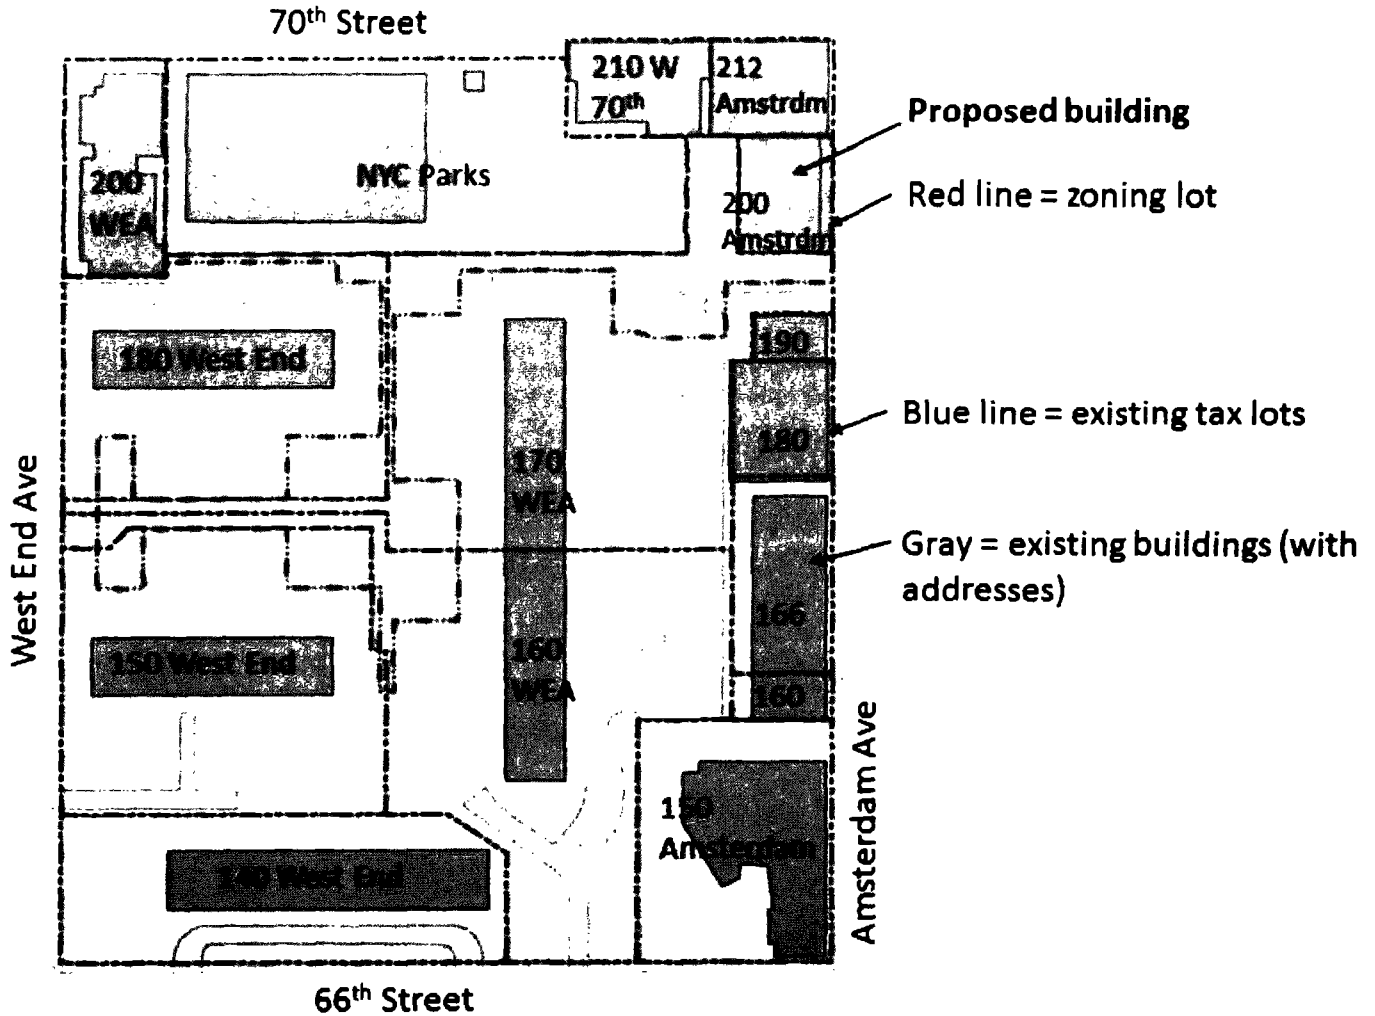 70th Street
210 W
70th
212
Amstrdm
Proposed building
NYC Parks
200
WEA
200
Amstrdm
Red line = zoning lot
190
180 West End
Blue line = existing tax lots
180
170
WEA
West End Ave
Gray = existing buildings (with
addresses)
166
160
WEA
150 West End
160
Amsterdam Ave
150
Amsterdam
140 West End
66th Street